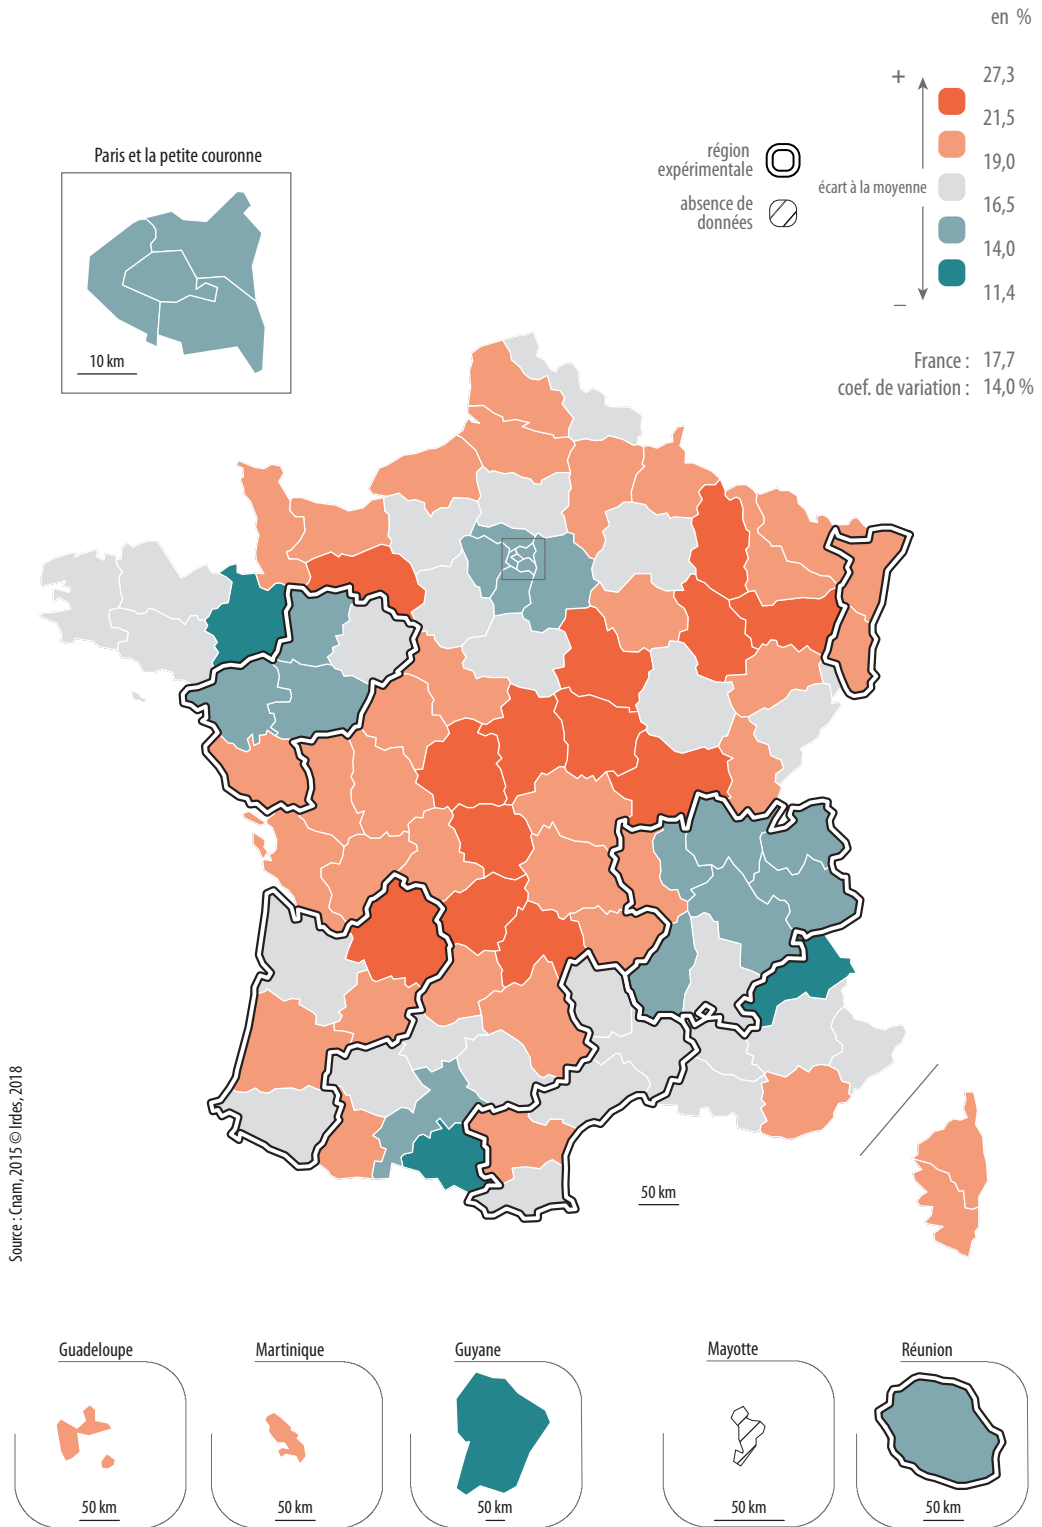 en %
+
27,3
21,5
19,0
16,5
14,0
11,4
–
écart à la moyenne
région
expérimentale
absence de
données
France : 17,7
coef. de variation : 14,0 %
Paris et la petite couronne
10 km
50 km
Source : Cnam, 2015 © Irdes, 2018
Guadeloupe
50 km
Martinique
50 km
Guyane
50 km
Mayotte
50 km
Réunion
50 km